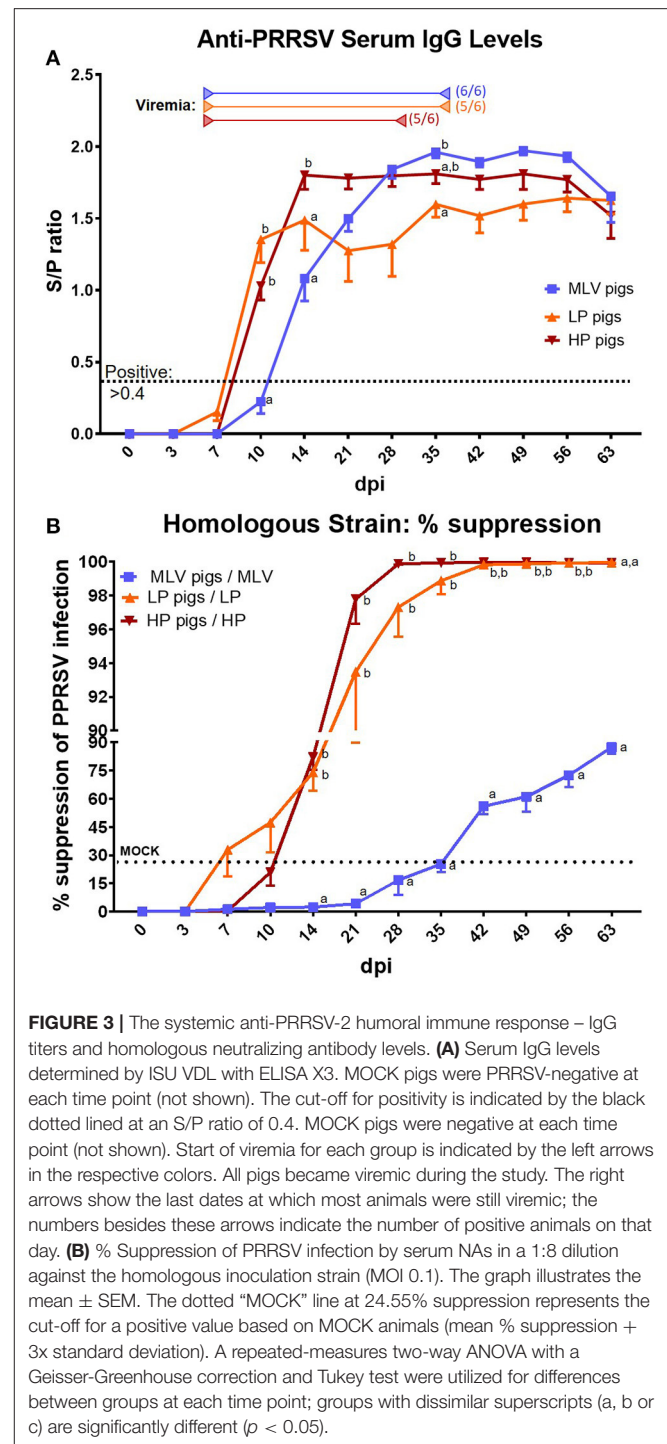 Anti-PRRSV Serum IgG Levels
A
2.5
2.0
1.5
1.0
0.5
0.0
S/P ratio
Viremia:
(6/6)
(5/6)
(5/6)
b
b
a
b
a
a
b
a,b
a
MLV pigs
LP pigs
HP pigs
Positive:
>0.4
0 3 7 10 14 21 28 35 42 49 56 63
dpi
B
Homologous Strain: % suppression
100
98
96
94
92
90
90
75
60
45
30
15
0
% suppression of PPRSV infection
MLV pigs / MLV
LP pigs / LP
HP pigs / HP
MOCK
b
b
a
b
b
a
b
b
a
b
b
a
b,b
a
b,b
a
b,b
a
a,a
a
0 3 7 10 14 21 28 35 42 49 56 63
dpi
FIGURE 3 | The systemic anti-PRRSV-2 humoral immune response – IgG
titers and homologous neutralizing antibody levels. (A) Serum IgG levels
determined by ISU VDL with ELISA X3. MOCK pigs were PRRSV-negative at
each time point (not shown). The cut-off for positivity is indicated by the black
dotted lined at an S/P ratio of 0.4. MOCK pigs were negative at each time
point (not shown). Start of viremia for each group is indicated by the left arrows
in the respective colors. All pigs became viremic during the study. The right
arrows show the last dates at which most animals were still viremic; the
numbers besides these arrows indicate the number of positive animals on that
day. (B) % Suppression of PRRSV infection by serum NAs in a 1:8 dilution
against the homologous inoculation strain (MOI 0.1). The graph illustrates the
mean ± SEM. The dotted “MOCK” line at 24.55% suppression represents the
cut-off for a positive value based on MOCK animals (mean % suppression +
3x standard deviation). A repeated-measures two-way ANOVA with a
Geisser-Greenhouse correction and Tukey test were utilized for differences
between groups at each time point; groups with dissimilar superscripts (a, b or
c) are significantly different (p < 0.05).